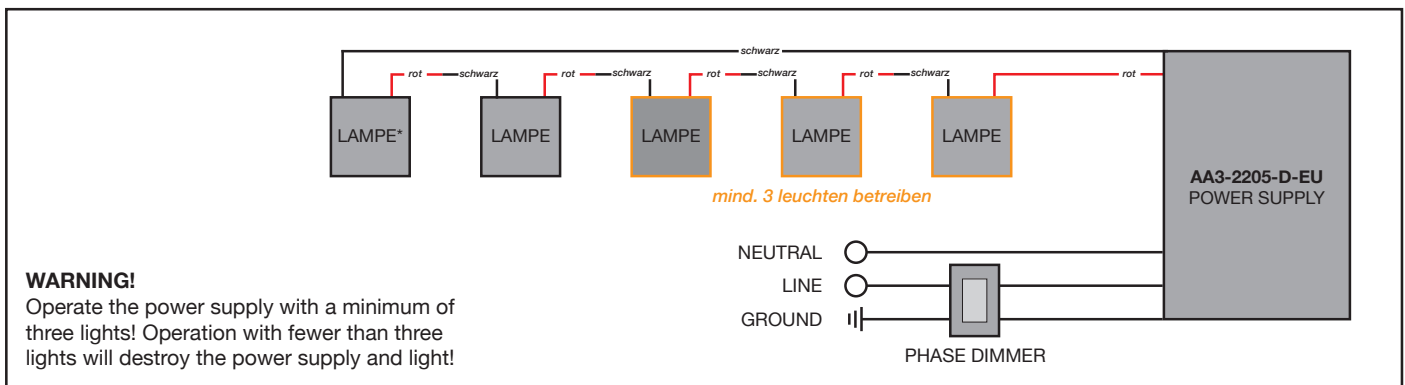 schwarz
rot schwarz rot schwarz rot schwarz rot schwarz rot
LAMPE* LAMPE LAMPE LAMPE LAMPE
mind. 3 leuchten betreiben
AA3-2205-D-EU
POWER SUPPLY
NEUTRAL
LINE
GROUND
PHASE DIMMER
WARNING!
Operate the power supply with a minimum of
three lights! Operation with fewer than three
lights will destroy the power supply and light!